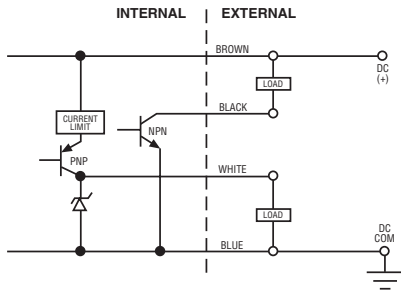 INTERNAL EXTERNAL
BROWN
DC
(+)
LOAD
BLACK
CURRENT
LIMIT
NPN
PNP
WHITE
LOAD
DC
COM
BLUE